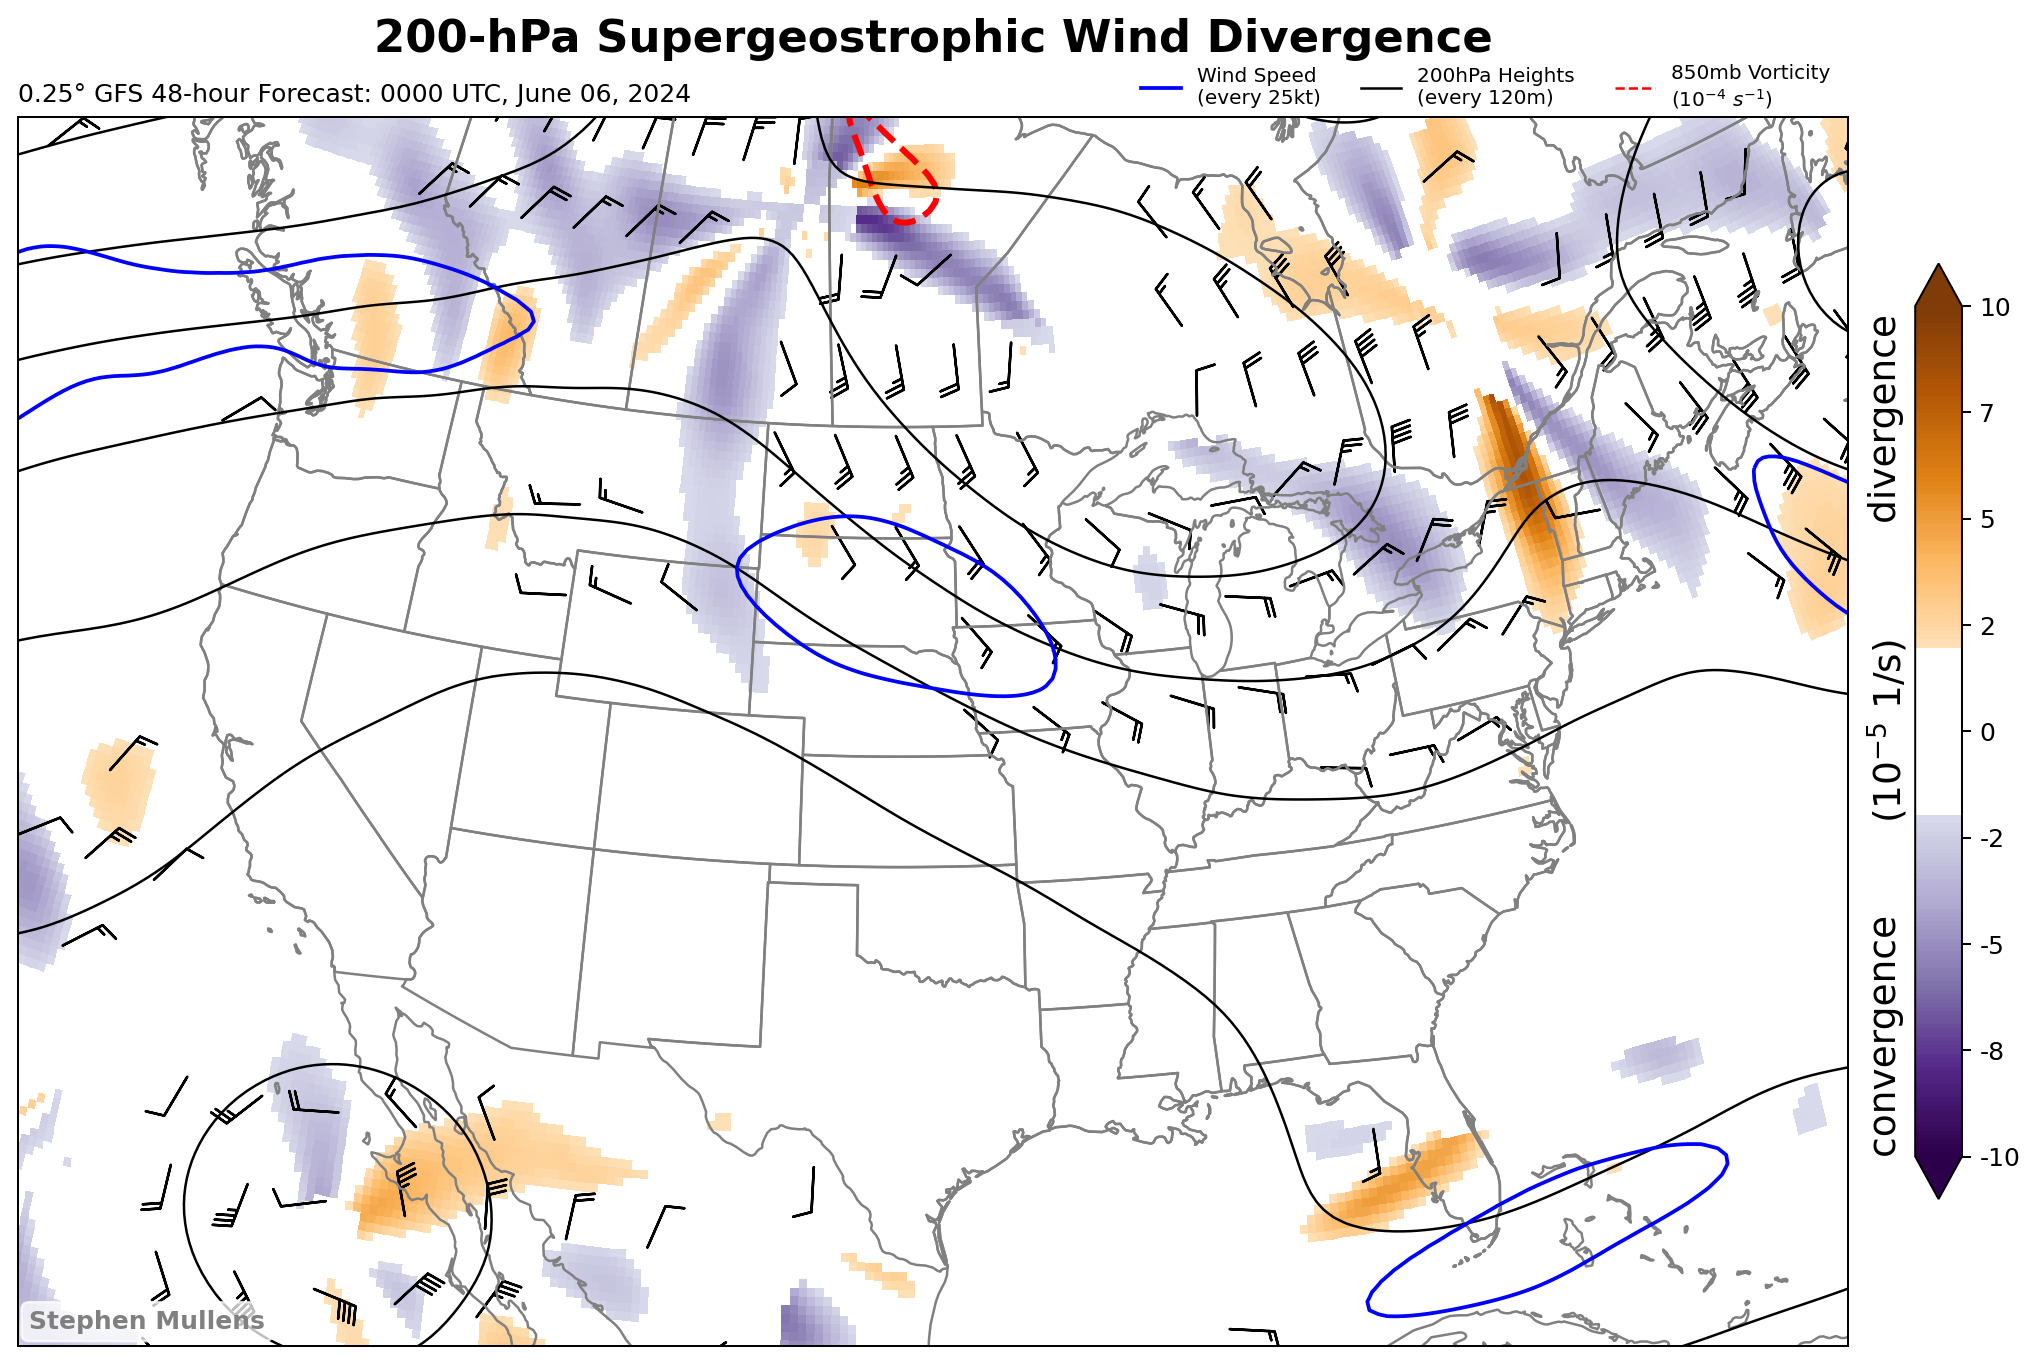 200-hPa Supergeostrophic Wind Divergence
0.25° GFS 48-hour Forecast: 0000 UTC, June 06, 2024
Wind Speed
(every 25kt)
200hPa Heights
(every 120m)
850mb Vorticity
(10⁻⁴ s⁻¹)
10
7
5
2
0
-2
-5
-8
-10
convergence (10⁻⁵ 1/s) divergence
Stephen Mullens